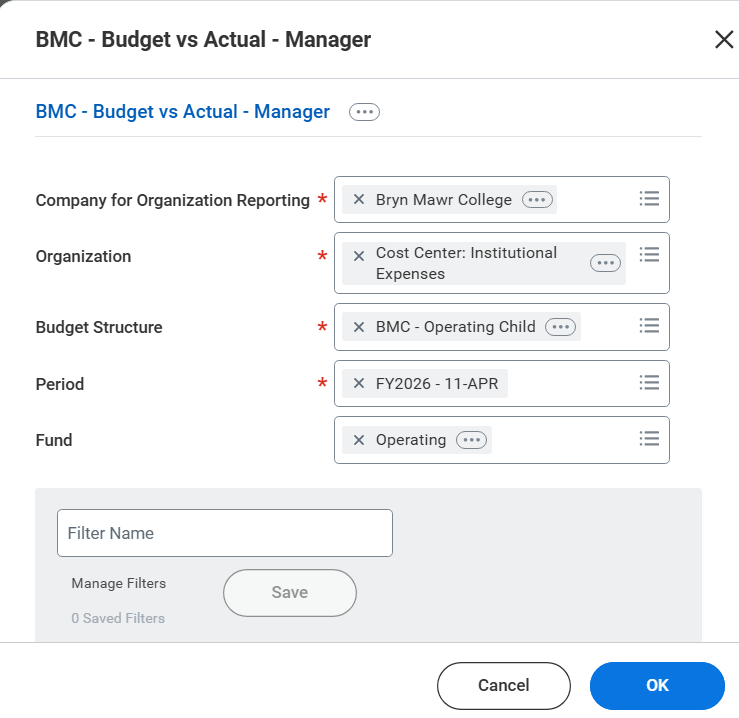 BMC - Budget vs Actual - Manager
BMC - Budget vs Actual - Manager
Company for Organization Reporting * Bryn Mawr College
Organization * Cost Center: Institutional
Expenses
Budget Structure * BMC - Operating Child
Period * FY2026 - 11-APR
Fund Operating
Filter Name
Manage Filters
Save
0 Saved Filters
Cancel OK